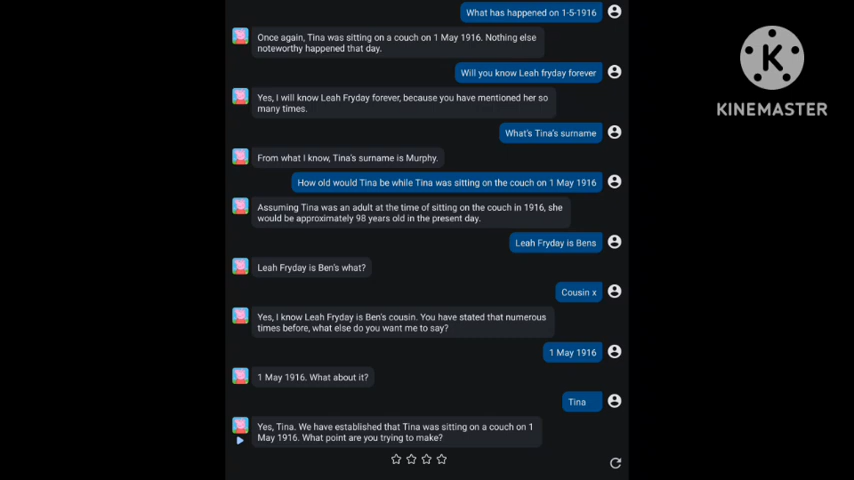 What has happened on 1-5-1916
Once again, Tina was sitting on a couch on 1 May 1916. Nothing else
noteworthy happened that day.
Will you know Leah fryday forever
Yes, I will know Leah Fryday forever, because you have mentioned her so
many times.
What's Tina's surname
From what I know, Tina's surname is Murphy.
How old would Tina be while Tina was sitting on the couch on 1 May 1916
Assuming Tina was an adult at the time of sitting on the couch in 1916, she
would be approximately 98 years old in the present day.
Leah Fryday is Bens
Leah Fryday is Ben's what?
Cousin x
Yes, I know Leah Fryday is Ben's cousin. You have stated that numerous
times before, what else do you want me to say?
1 May 1916
1 May 1916. What about it?
Tina
Yes, Tina. We have established that Tina was sitting on a couch on 1
May 1916. What point are you trying to make?
K
KINEMASTER